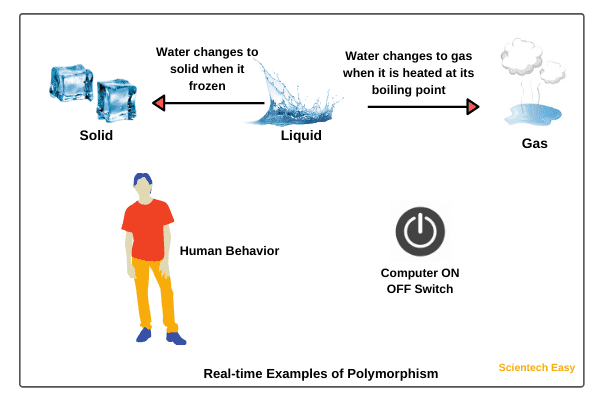 Water changes to
solid when it
frozen
Water changes to gas
when it is heated at its
boiling point
Solid
Liquid
Gas
Human Behavior
Computer ON
OFF Switch
Scientech Easy
Real-time Examples of Polymorphism